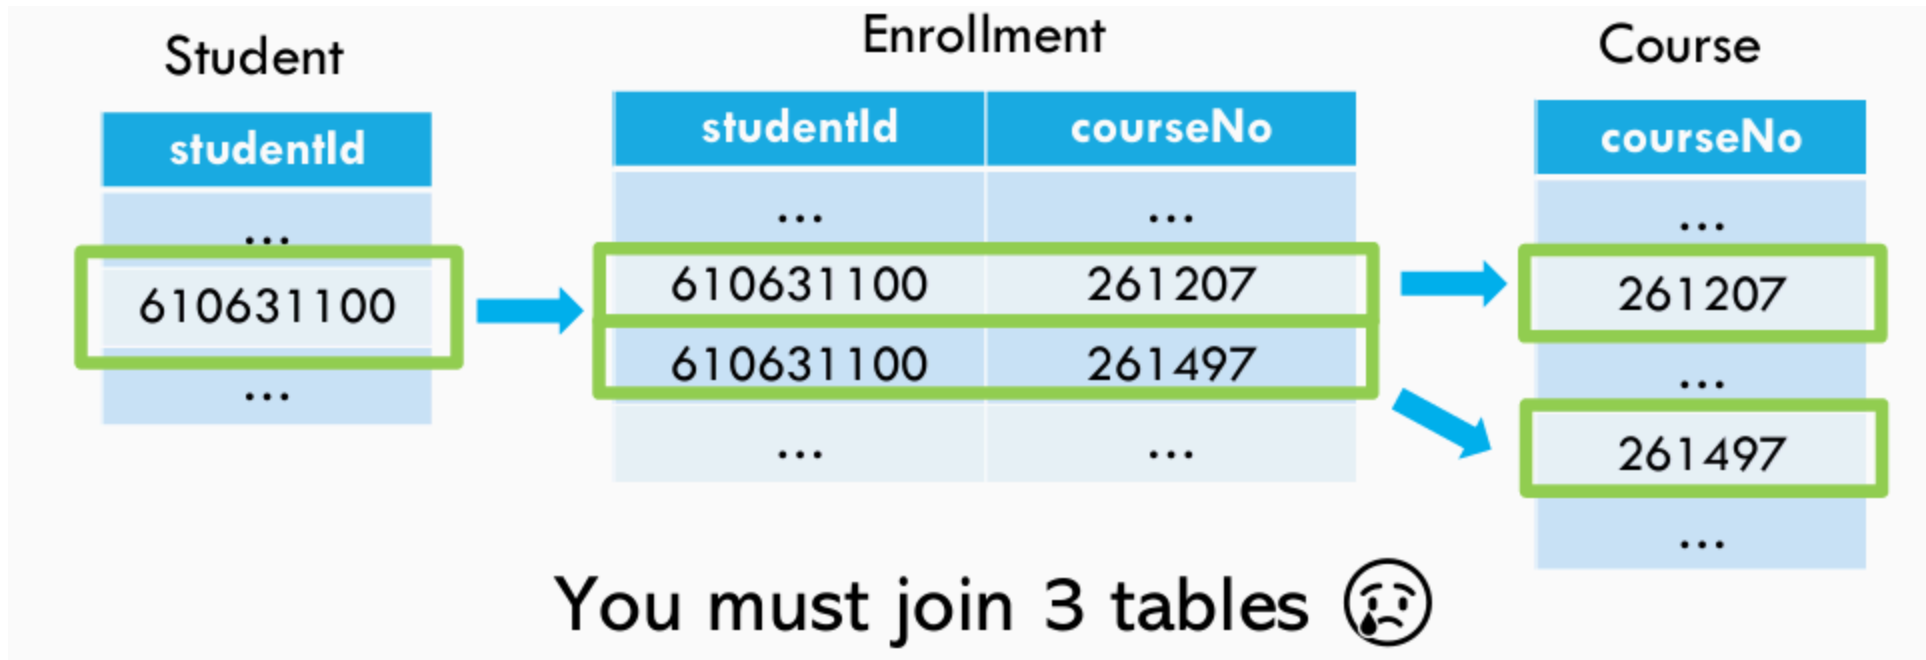 Student
studentId
...
610631100
...
Enrollment
studentId courseNo
... ...
610631100 261207
610631100 261497
... ...
Course
courseNo
...
261207
...
261497
...
You must join 3 tables